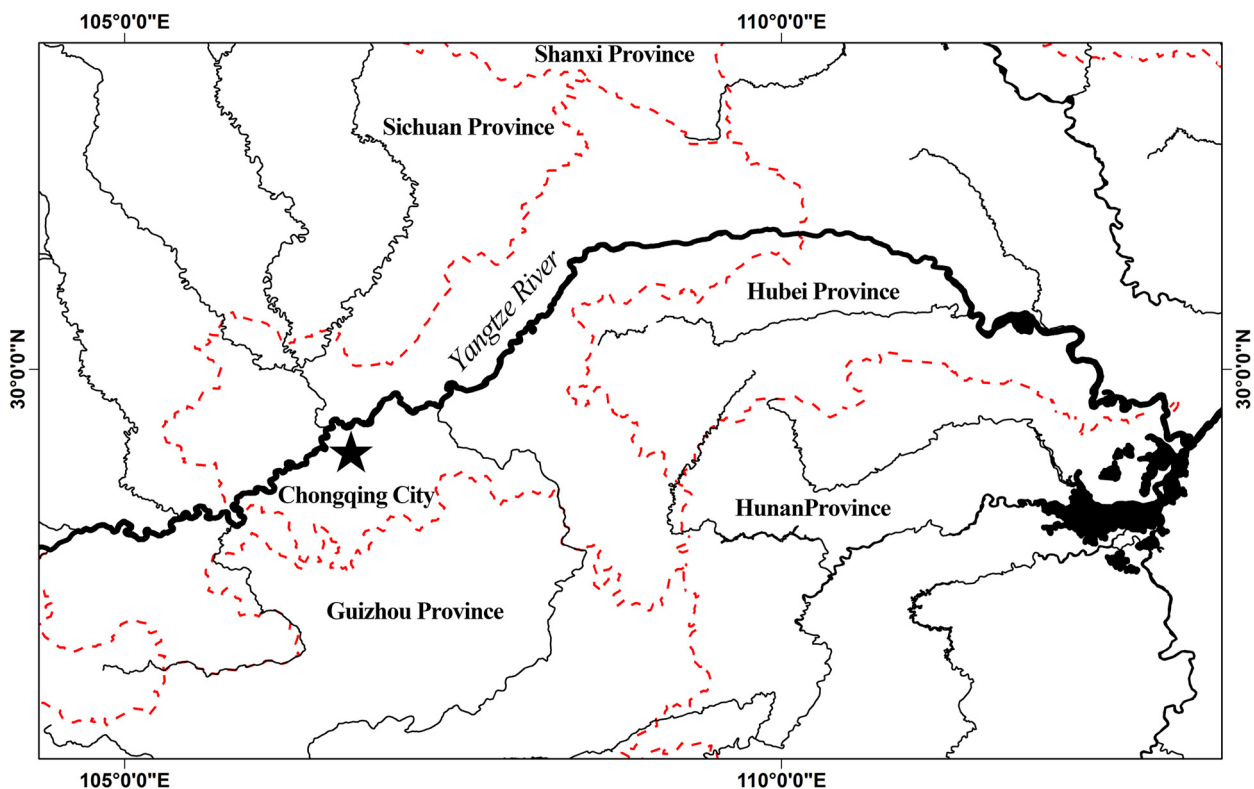 105°0'0"E
110°0'0"E
Shanxi Province
Sichuan Province
Yangtze River
Hubei Province
30°0'0"N
30°0'0"N
Chongqing City
HunanProvince
Guizhou Province
105°0'0"E
110°0'0"E